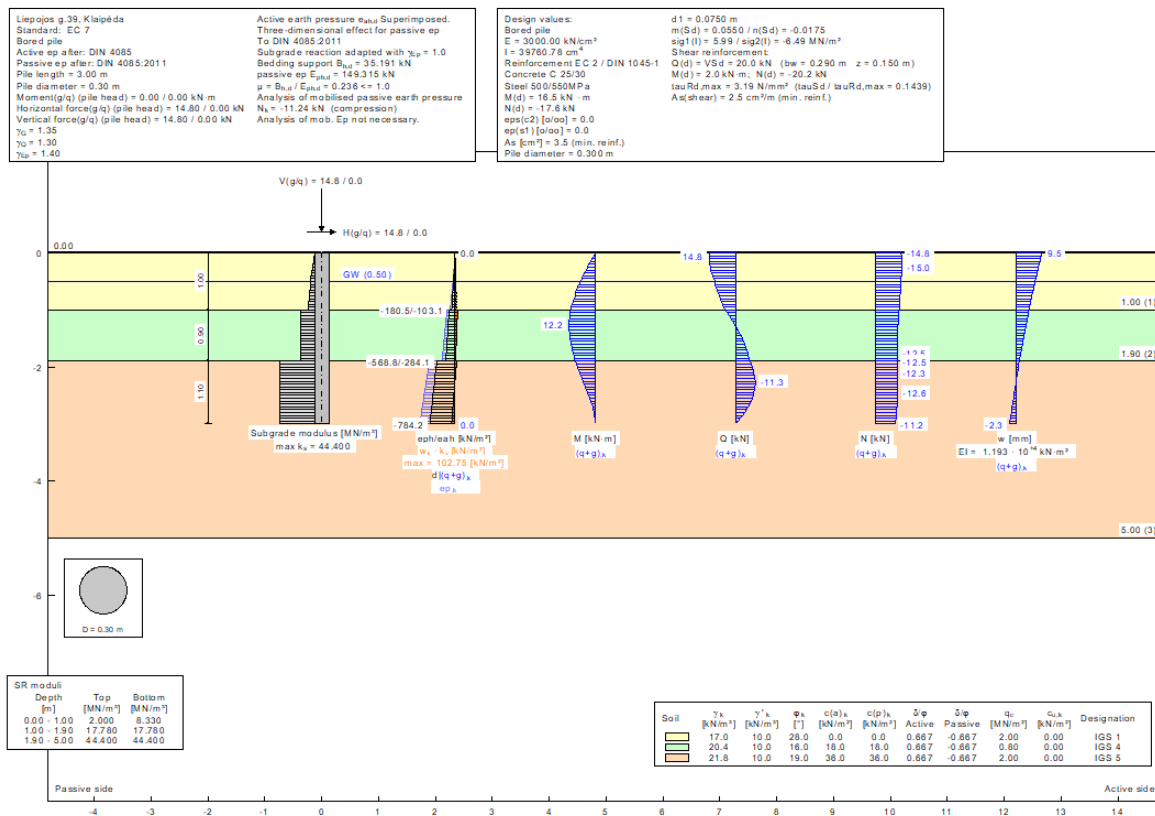 Liepojos g.39, Klaipėda
Standard: EC 7
Bored pile
Active ep after: DIN 4085
Passive ep after: DIN 4085:2011
Pile length = 3.00 m
Pile diameter = 0.30 m
Moment(g/q) (pile head) = 0.00 / 0.00 kN·m
Horizontal force(g/q) (pile head) = 14.80 / 0.00 kN
Vertical force(g/q) (pile head) = 14.80 / 0.00 kN
γG = 1.35
γQ = 1.30
γEp = 1.40
Active earth pressure eah,d Superimposed.
Three-dimensional effect for passive ep
To DIN 4085:2011
Subgrade reaction adapted with γEp = 1.0
Bedding support Bh,d = 35.191 kN
passive ep Eph,d = 149.315 kN
μ = Bh,d / Eph,d = 0.236 <= 1.0
Analysis of mobilised passive earth pressure
Nk = -11.24 kN (compression)
Analysis of mob. Ep not necessary.
Design values:
Bored pile
E = 3000.00 kN/cm²
I = 39760.78 cm⁴
Reinforcement EC 2 / DIN 1045-1
Concrete C 25/30
Steel 500/550MPa
M(d) = 16.5 kN · m
N(d) = -17.6 kN
eps(c2) [o/oo] = 0.0
ep(s1) [o/oo] = 0.0
As [cm²] = 3.5 (min. reinf.)
Pile diameter = 0.300 m
d1 = 0.0750 m
m(Sd) = 0.0550 / n(Sd) = -0.0175
sig1(I) = 5.99 / sig2(I) = -6.49 MN/m²
Shear reinforcement:
Q(d) = VSd = 20.0 kN (bw = 0.290 m z = 0.150 m)
M(d) = 2.0 kN·m; N(d) = -20.2 kN
tauRd,max = 3.19 N/mm² (tauSd / tauRd,max = 0.1439)
As(shear) = 2.5 cm²/m (min. reinf.)
V(g/q) = 14.8 / 0.0
H(g/q) = 14.8 / 0.0
0.00
GW (0.50)
1.00
0.90
1.10
0.0
-180.5/-103.1
-568.8/-284.1
-784.2
0.0
12.2
14.8
-11.3
-14.8
-15.0
-12.5
-12.5
-12.3
-12.6
-11.2
9.5
-2.3
1.00 (1)
1.90 (2)
5.00 (3)
0
-2
-4
-6
Subgrade modulus [MN/m³]
max ks = 44.400
eph/eah [kN/m²]
wk · ks [kN/m²]
max = 102.75 [kN/m²]
d|(q+g),k
ep,k
M [kN·m]
(q+g),k
Q [kN]
(q+g),k
N [kN]
(q+g),k
w [mm]
EI = 1.193 · 10⁺⁴ kN·m²
(q+g),k
D = 0.30 m
SR moduli
Depth Top Bottom
[m] [MN/m³] [MN/m³]
0.00 - 1.00 2.000 8.330
1.00 - 1.90 17.780 17.780
1.90 - 5.00 44.400 44.400
Soil γk γ'k φk c(a)k c(p)k δ/φ δ/φ qc cu,k Designation
[kN/m³] [kN/m³] [°] [kN/m²] [kN/m²] Active Passive [MN/m²] [kN/m²]
17.0 10.0 28.0 0.0 0.0 0.667 -0.667 2.00 0.00 IGS 1
20.4 10.0 16.0 18.0 18.0 0.667 -0.667 0.80 0.00 IGS 4
21.8 10.0 19.0 36.0 36.0 0.667 -0.667 2.00 0.00 IGS 5
Passive side
Active side
-4 -3 -2 -1 0 1 2 3 4 5 6 7 8 9 10 11 12 13 14